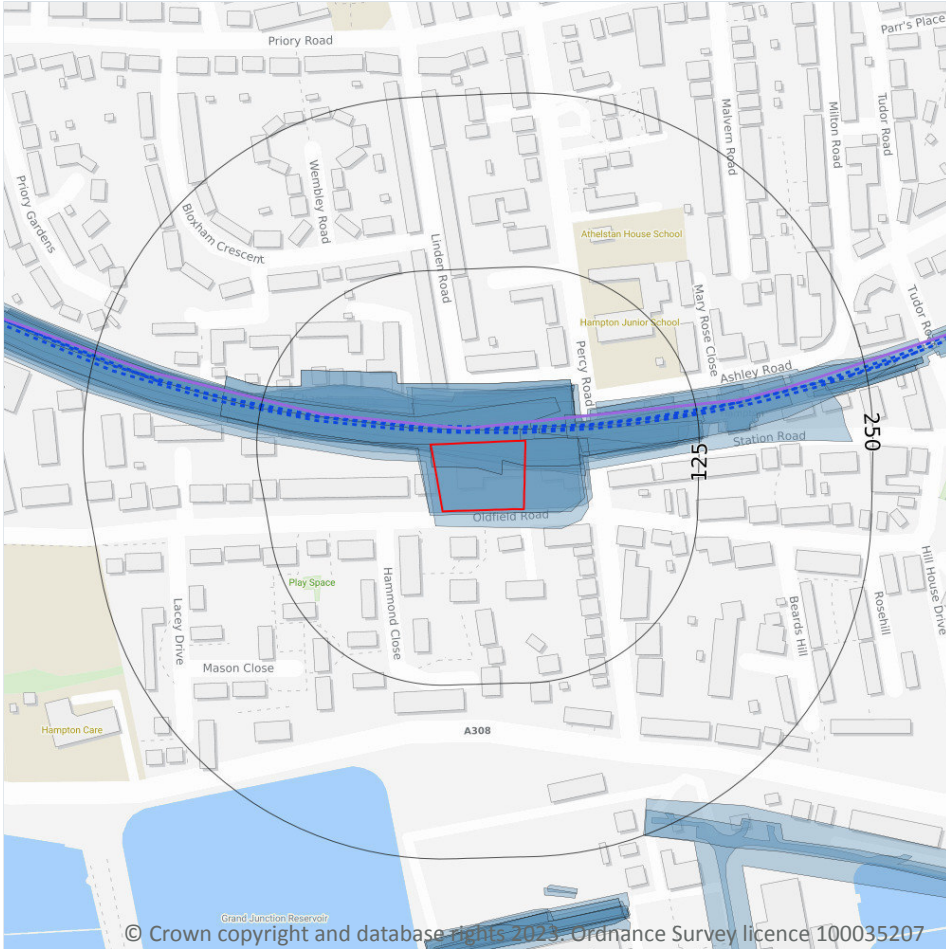 Priory Road
Parr's Place
Tudor Road
Milton Road
Malvern Road
Wembley Road
Priory Gardens
Bloxham Crescent
Linden Road
Athelstan House School
Mary Rose Close
Hampton Junior School
Tudor Ro
Percy Road
Ashley Road
Station Road
250
125
Oldfield Road
Hill House Drive
Play Space
Hammond Close
Lacey Drive
Beards Hill
Rosehill
Mason Close
Hampton Care
A308
Grand Junction Reservoir
© Crown copyright and database rights 2023. Ordnance Survey licence 100035207